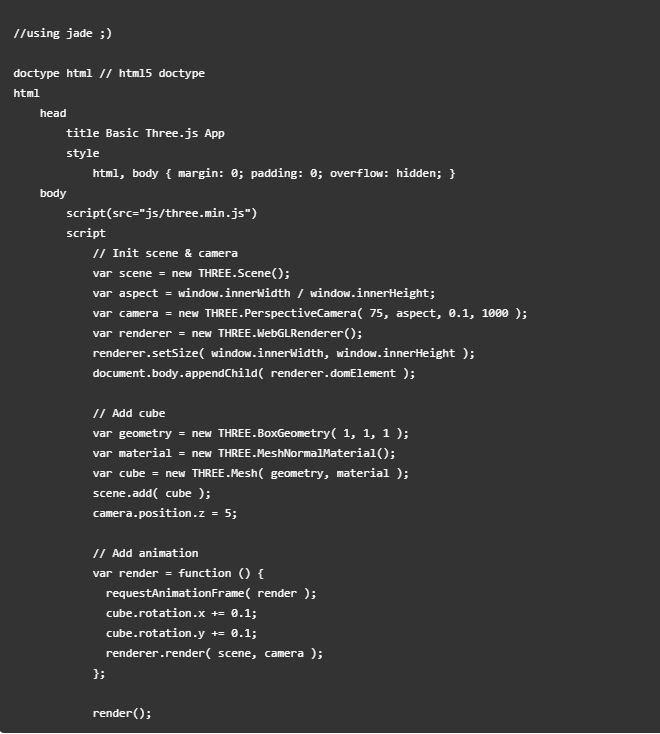 //using jade ;)

doctype html // html5 doctype
html
    head
        title Basic Three.js App
        style
            html, body { margin: 0; padding: 0; overflow: hidden; }
    body
        script(src="js/three.min.js")
        script
            // Init scene & camera
            var scene = new THREE.Scene();
            var aspect = window.innerWidth / window.innerHeight;
            var camera = new THREE.PerspectiveCamera( 75, aspect, 0.1, 1000 );
            var renderer = new THREE.WebGLRenderer();
            renderer.setSize( window.innerWidth, window.innerHeight );
            document.body.appendChild( renderer.domElement );

            // Add cube
            var geometry = new THREE.BoxGeometry( 1, 1, 1 );
            var material = new THREE.MeshNormalMaterial();
            var cube = new THREE.Mesh( geometry, material );
            scene.add( cube );
            camera.position.z = 5;

            // Add animation
            var render = function () {
              requestAnimationFrame( render );
              cube.rotation.x += 0.1;
              cube.rotation.y += 0.1;
              renderer.render( scene, camera );
            };

            render();